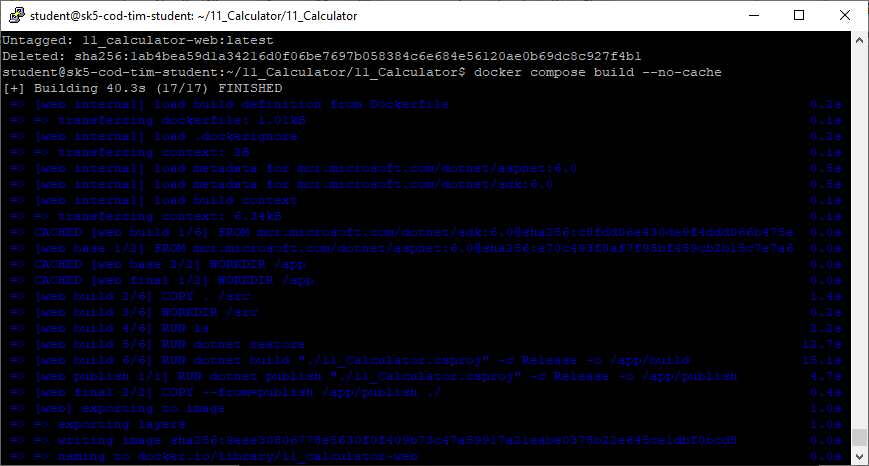 student@sk5-cod-tim-student: ~/11_Calculator/11_Calculator
Untagged: 11_calculator-web:latest
Deleted: sha256:1ab4bea59d1a34216d0f06be7697b058384c6e684e56120ae0b69dc8c927f4b1
student@sk5-cod-tim-student:~/11_Calculator/11_Calculator$ docker compose build --no-cache
[+] Building 40.3s (17/17) FINISHED
=> [web internal] load build definition from Dockerfile 0.2s
=> => transferring dockerfile: 1.01kB 0.1s
=> [web internal] load .dockerignore 0.2s
=> => transferring context: 2B 0.1s
=> [web internal] load metadata for mcr.microsoft.com/dotnet/aspnet:6.0 0.5s
=> [web internal] load metadata for mcr.microsoft.com/dotnet/sdk:6.0 0.5s
=> [web internal] load build context 0.1s
=> => transferring context: 6.34kB 0.1s
=> CACHED [web build 1/6] FROM mcr.microsoft.com/dotnet/sdk:6.0@sha256:c8fdd06e430de9f4ddd066b475e 0.0s
=> [web base 1/2] FROM mcr.microsoft.com/dotnet/aspnet:6.0@sha256:e70c493f8af7f95bf459cb3b15c7e7a6 0.0s
=> CACHED [web base 2/2] WORKDIR /app 0.0s
=> CACHED [web final 1/2] WORKDIR /app 0.0s
=> [web build 2/6] COPY . /src 1.4s
=> [web build 3/6] WORKDIR /src 0.2s
=> [web build 4/6] RUN ls 2.2s
=> [web build 5/6] RUN dotnet restore 12.7s
=> [web build 6/6] RUN dotnet build "./11_Calculator.csproj" -c Release -o /app/build 15.1s
=> [web publish 1/1] RUN dotnet publish "./11_Calculator.csproj" -c Release -o /app/publish 4.7s
=> [web final 2/2] COPY --from=publish /app/publish ./ 0.4s
=> [web] exporting to image 1.0s
=> => exporting layers 1.0s
=> => writing image 0.0s
=> => naming to docker.io/library/11_calculator-web 0.0s